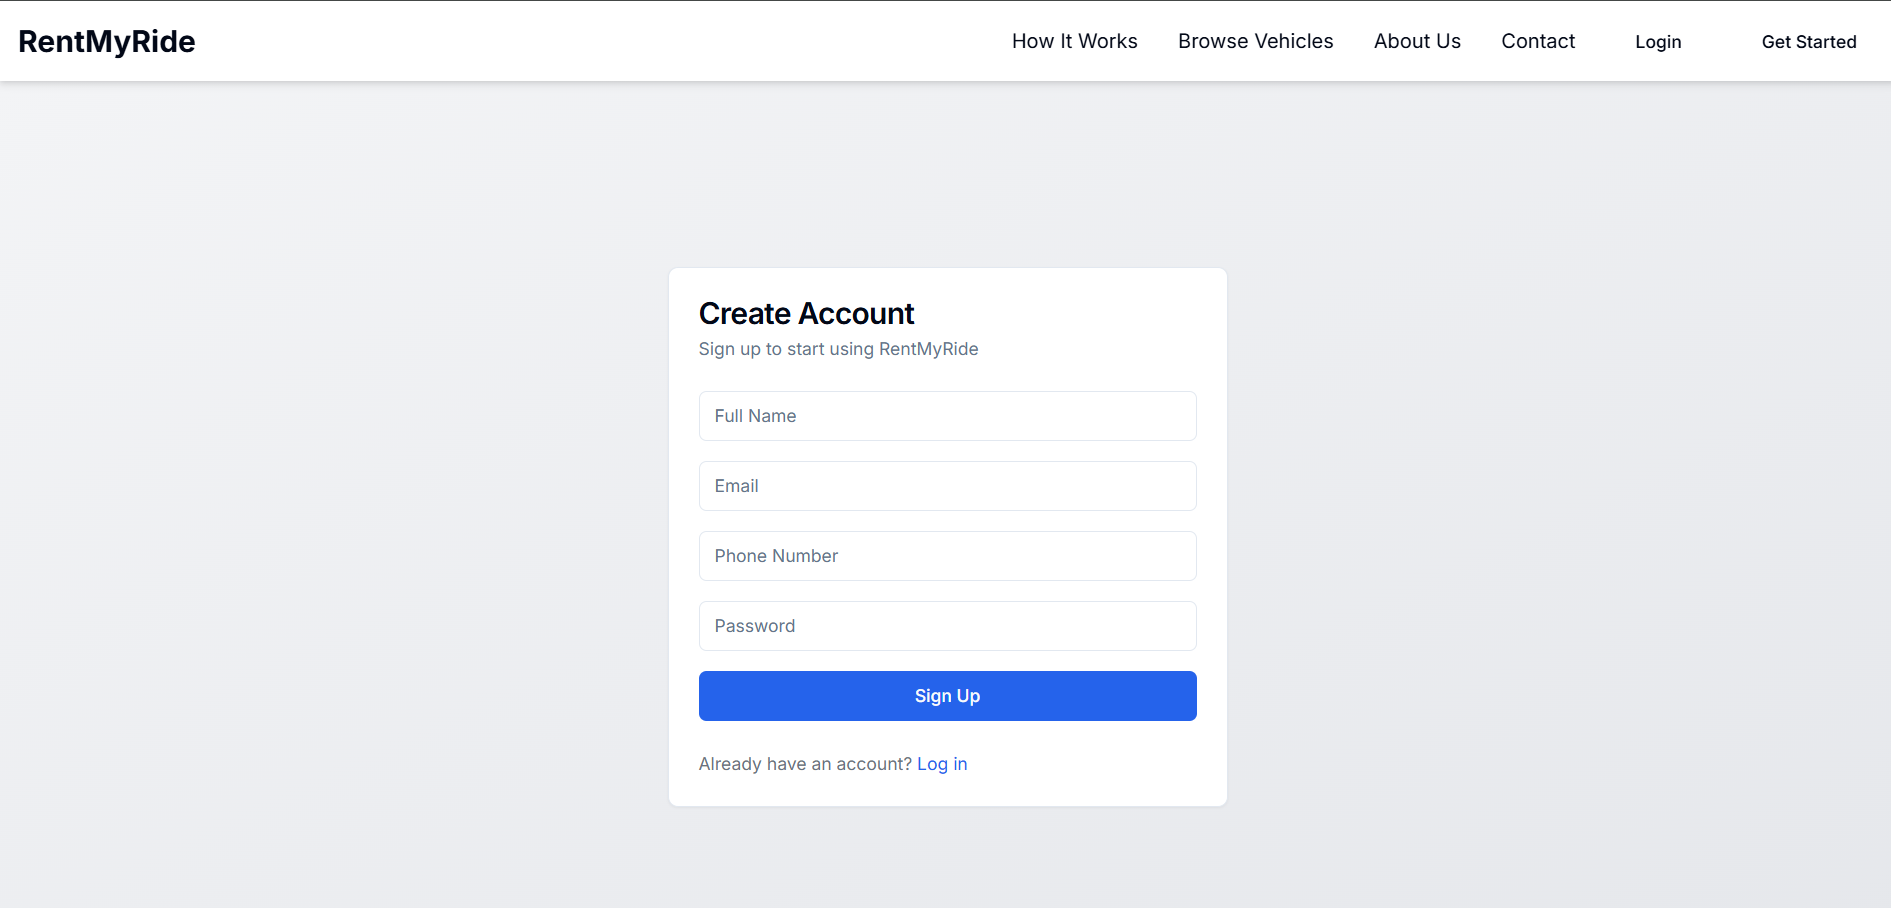 RentMyRide
How It Works
Browse Vehicles
About Us
Contact
Login
Get Started
Create Account
Sign up to start using RentMyRide
Full Name
Email
Phone Number
Password
Sign Up
Already have an account? Log in